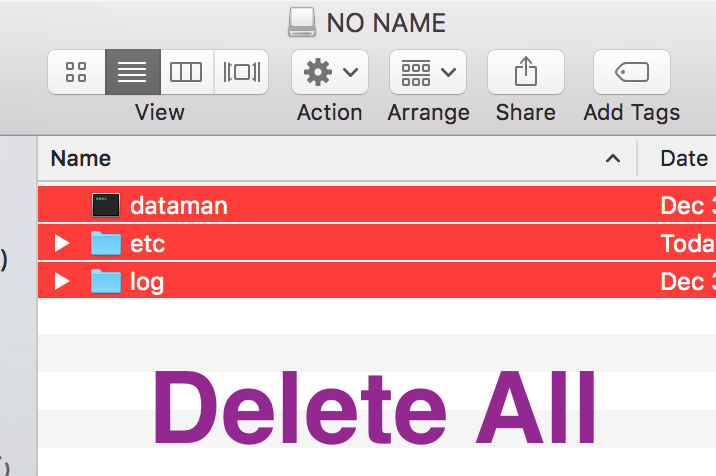 NO NAME
View Action Arrange Share Add Tags
Name Date
dataman Dec 3
etc Toda
)
log Dec 3
Delete All